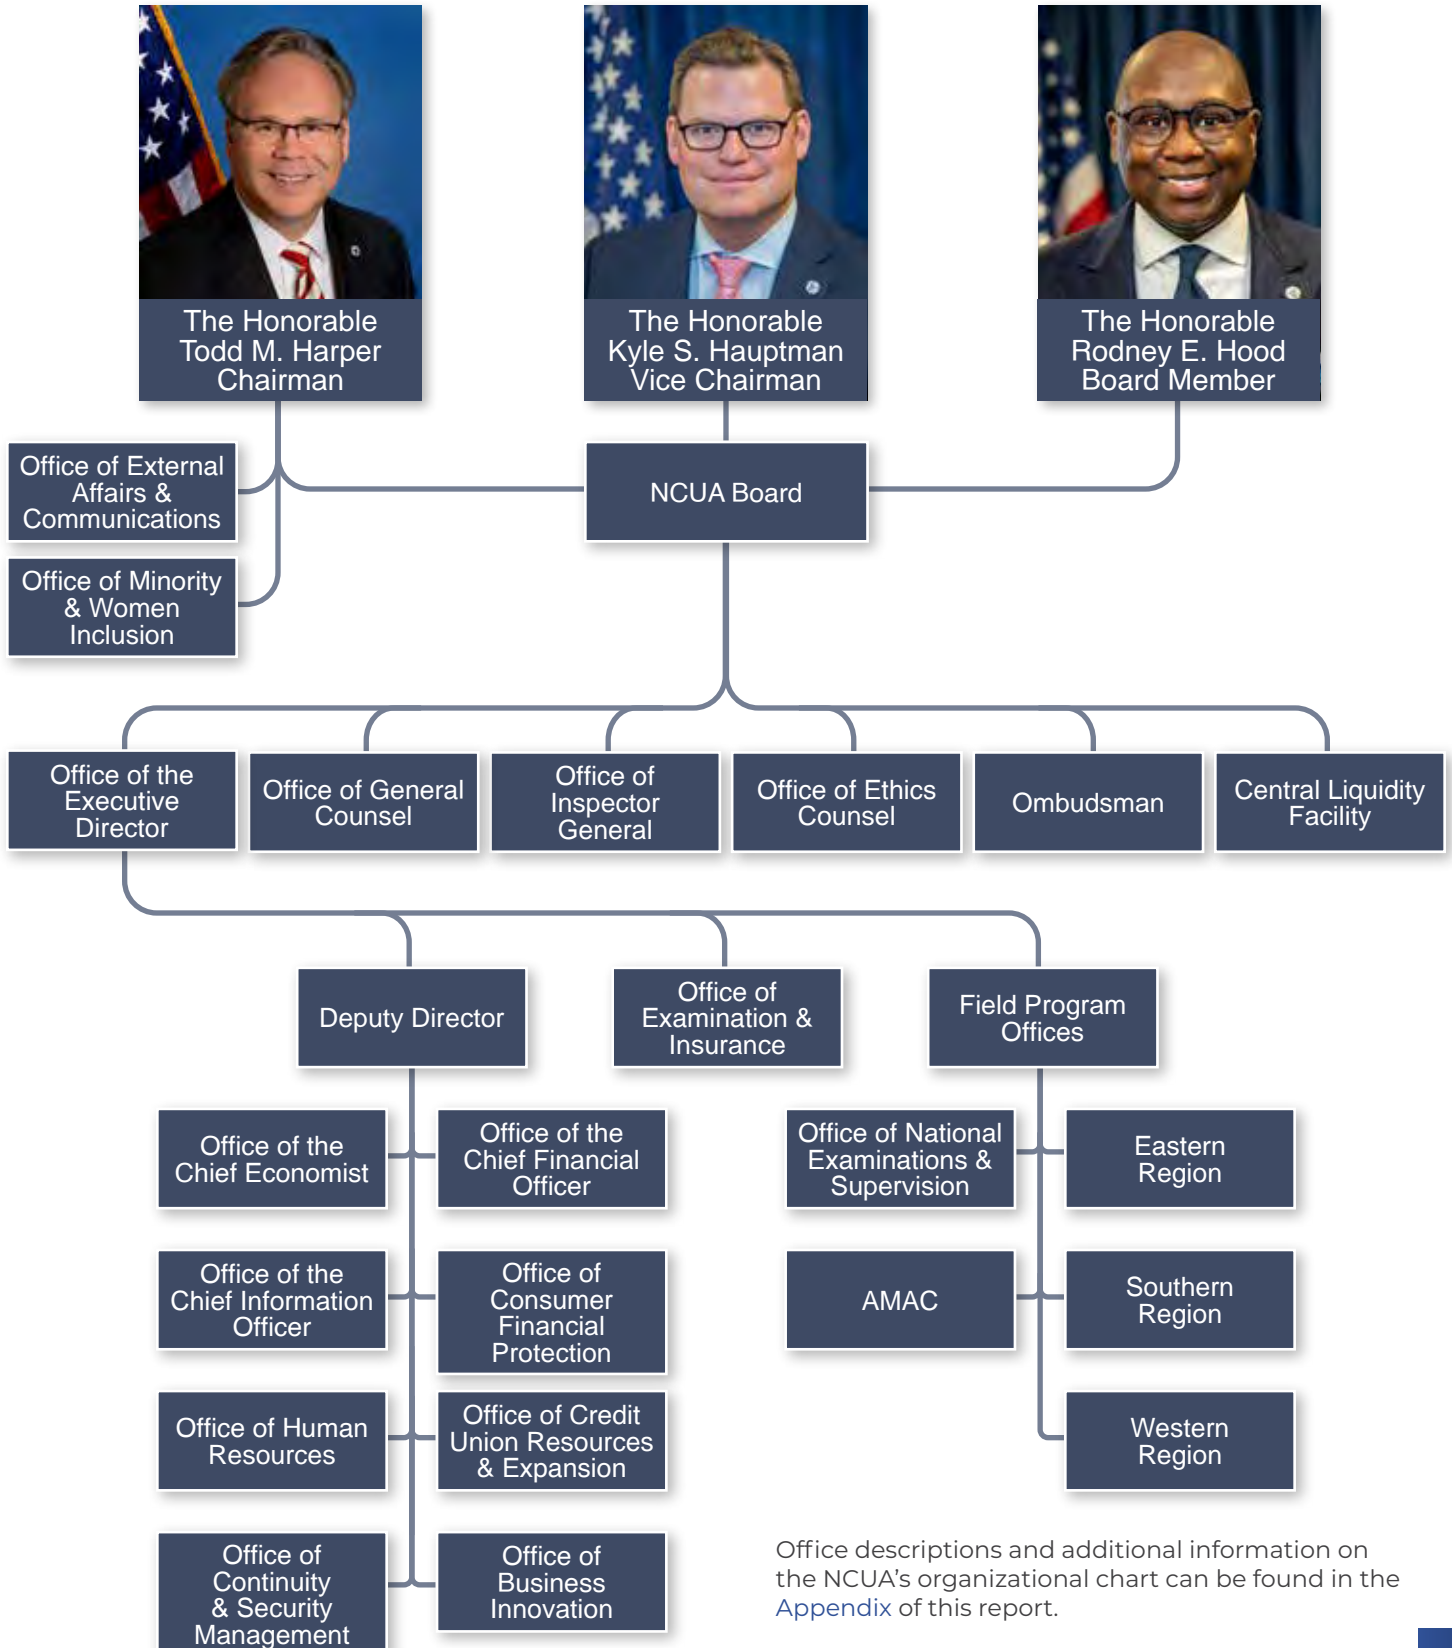 The Honorable
Todd M. Harper
Chairman
The Honorable
Kyle S. Hauptman
Vice Chairman
The Honorable
Rodney E. Hood
Board Member
Office of External
Affairs &
Communications
NCUA Board
Office of Minority
& Women
Inclusion
Office of the
Executive
Director
Office of General
Counsel
Office of
Inspector
General
Office of Ethics
Counsel
Ombudsman
Central Liquidity
Facility
Deputy Director
Office of
Examination &
Insurance
Field Program
Offices
Office of the
Chief Economist
Office of the
Chief Financial
Officer
Office of National
Examinations &
Supervision
Eastern
Region
Office of the
Chief Information
Officer
Office of
Consumer
Financial
Protection
AMAC
Southern
Region
Office of Human
Resources
Office of Credit
Union Resources
& Expansion
Western
Region
Office of
Continuity
& Security
Management
Office of
Business
Innovation
Office descriptions and additional information on
the NCUA's organizational chart can be found in the
Appendix of this report.